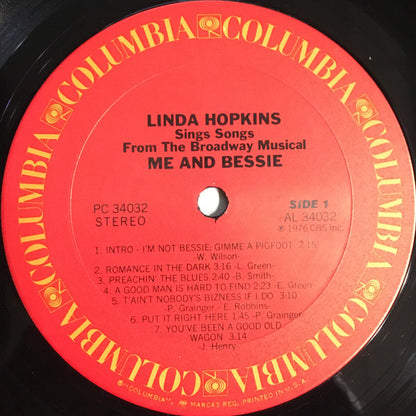 COLUMBIA COLUMBIA COLUMBIA COLUMBIA COLUMBIA COLUMBIA
LINDA HOPKINS
Sings Songs
From The Broadway Musical
ME AND BESSIE
PC 34032
STEREO
SIDE 1
AL 34032
℗ 1976 CBS Inc.
1. INTRO - I'M NOT BESSIE; GIMME A PIGFOOT 2:15
-W. Wilson-
2. ROMANCE IN THE DARK 3:16 -L. Green-
3. PREACHIN' THE BLUES 2:40 -B. Smith-
4. A GOOD MAN IS HARD TO FIND 2:23 -E. Green
5. T'AIN'T NOBODY'S BIZNESS IF I DO 3:10
-P. Grainger - E. Robbins-
6. PUT IT RIGHT HERE 1:45 -P. Grainger
7. YOU'VE BEEN A GOOD OLD
WAGON 3:14
-J. Henry-
® "COLUMBIA", MARCAS REG. PRINTED IN U.S.A.